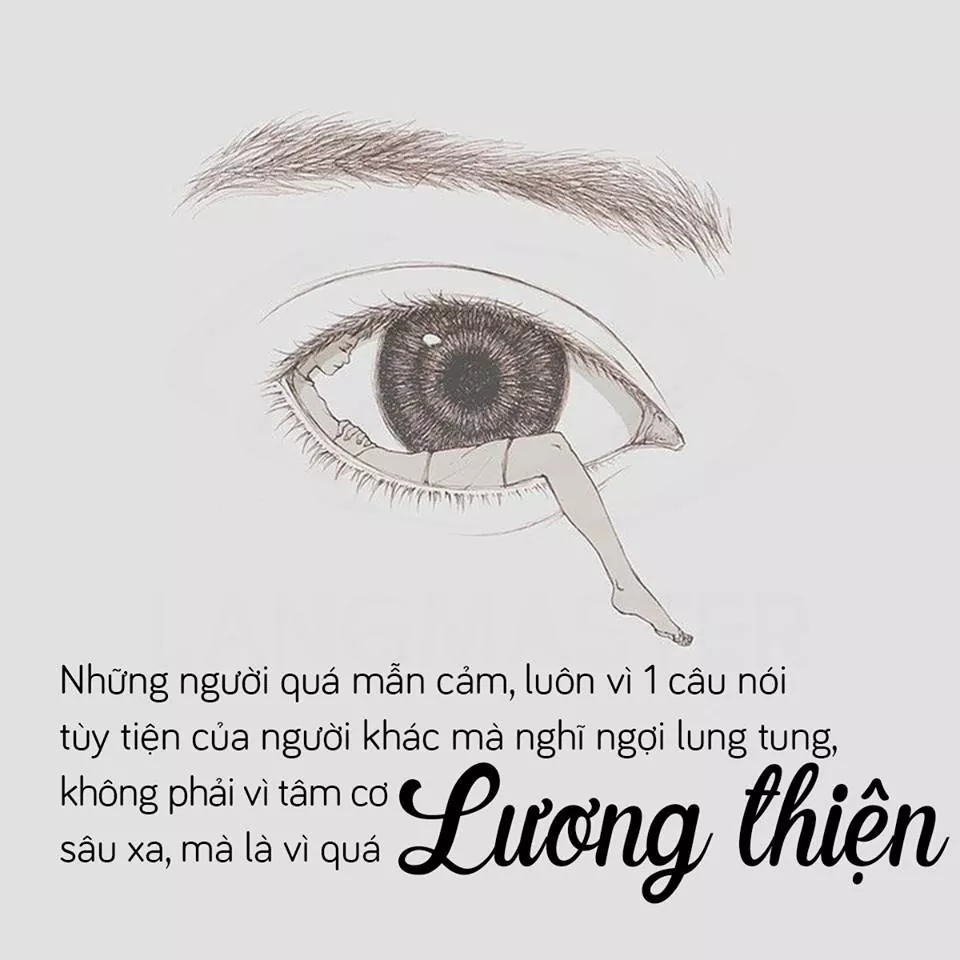 LANGMASTER
Những người quá mẫn cảm, luôn vì 1 câu nói
tùy tiện của người khác mà nghĩ ngợi lung tung,
không phải vì tâm cơ
sâu xa, mà là vì quá Lương thiện